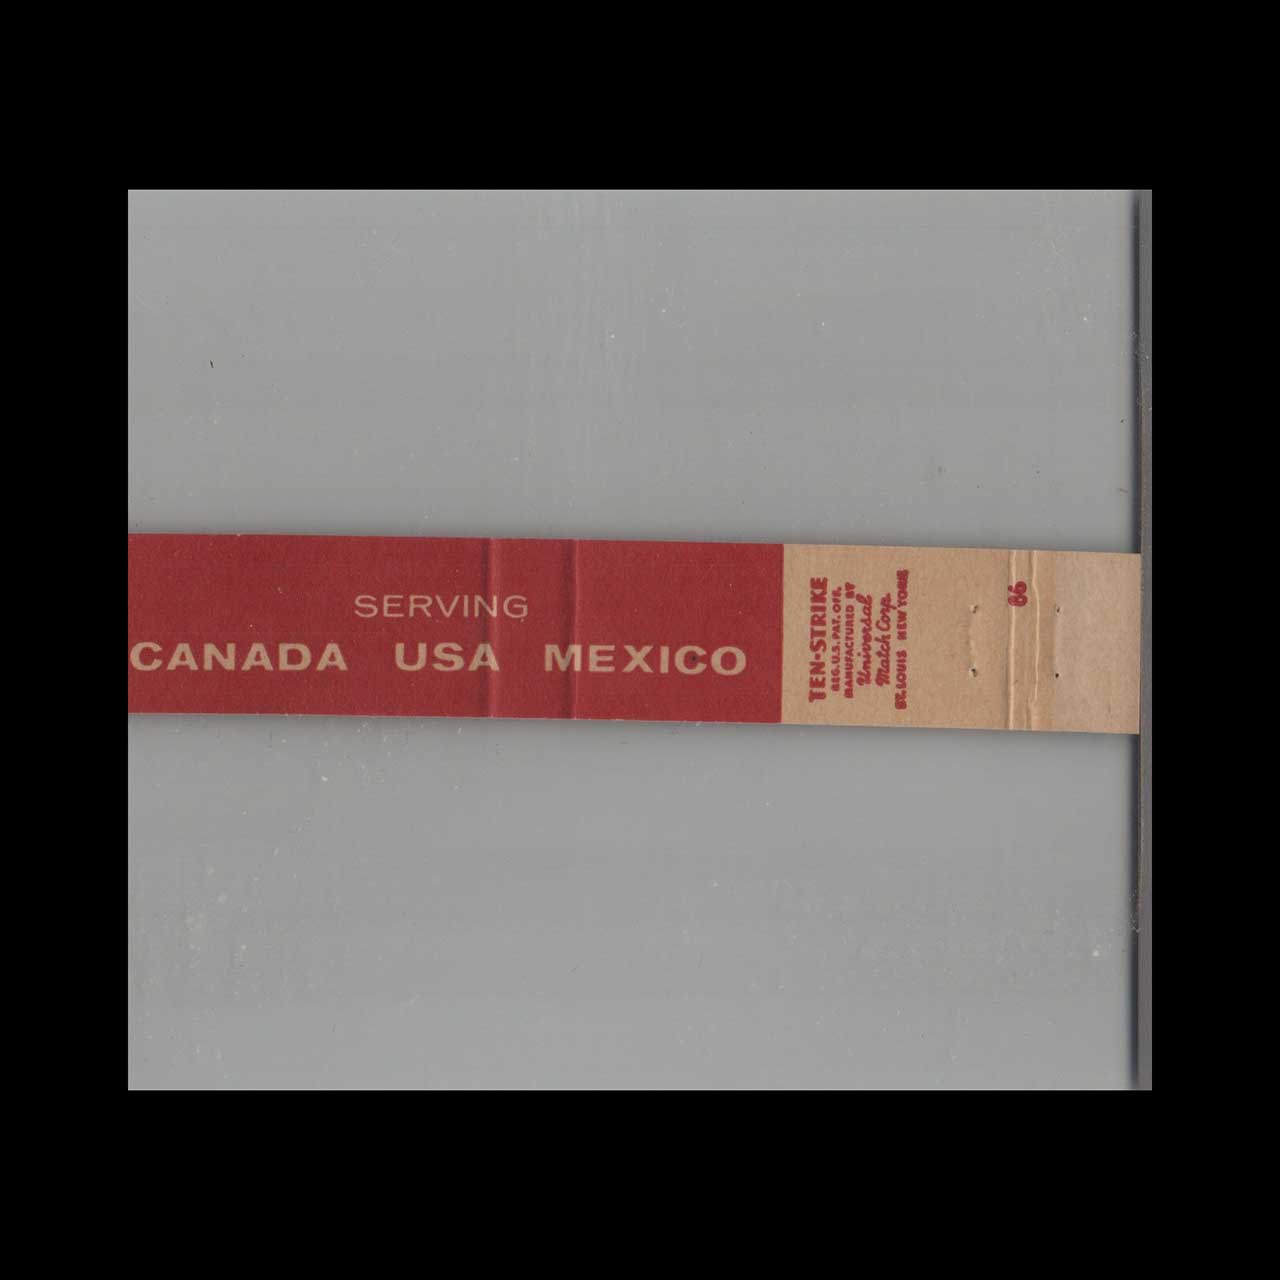 SERVING
CANADA USA MEXICO
TEN-STRIKE
REG. U.S. PAT. OFF.
MANUFACTURED BY
Universal
Match Corp.
ST. LOUIS NEW YORK
86